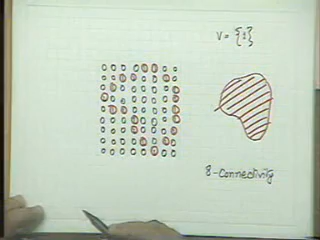 V = {1}
8-Connectivity